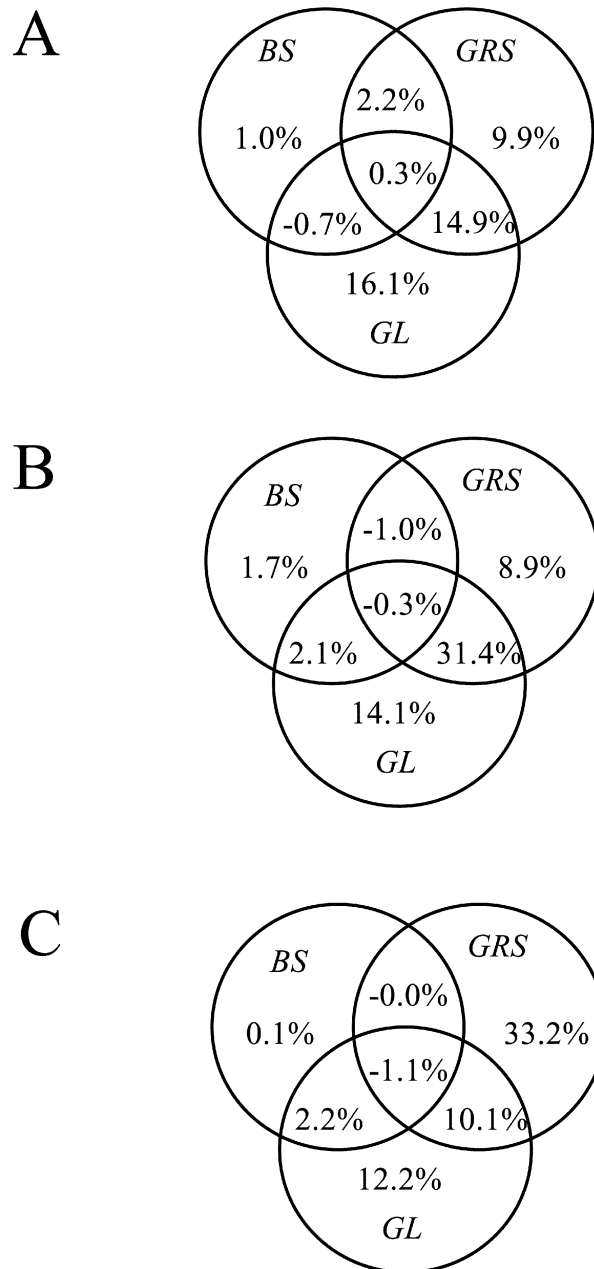 A
BS GRS
2.2%
1.0% 9.9%
0.3%
-0.7% 14.9%
16.1%
GL
B
BS GRS
-1.0%
1.7% 8.9%
-0.3%
2.1% 31.4%
14.1%
GL
C
BS GRS
-0.0%
0.1% 33.2%
-1.1%
2.2% 10.1%
12.2%
GL